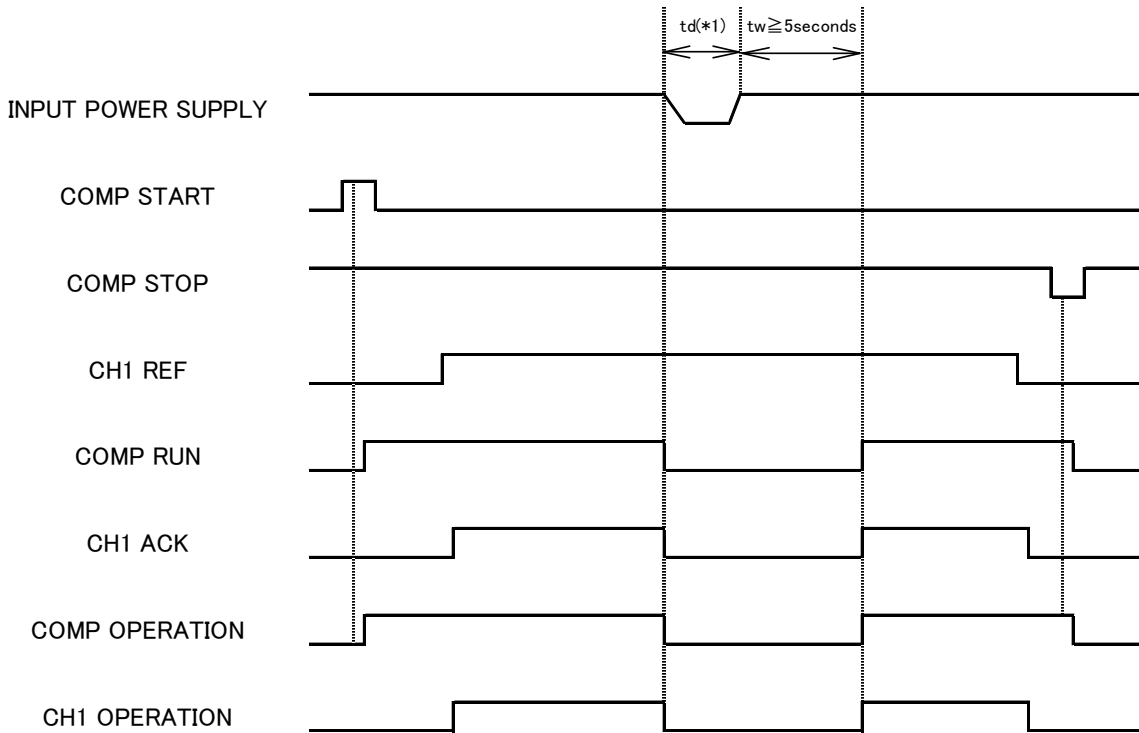 td(*1) tw≧5seconds
INPUT POWER SUPPLY
COMP START
COMP STOP
CH1 REF
COMP RUN
CH1 ACK
COMP OPERATION
CH1 OPERATION